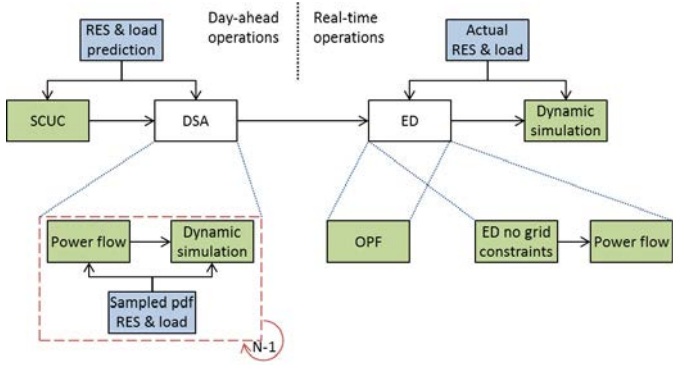 RES & load
prediction
Day-ahead
operations
Real-time
operations
Actual
RES & load
SCUC
DSA
ED
Dynamic
simulation
Power flow
Dynamic
simulation
Sampled pdf
RES & load
N-1
OPF
ED no grid
constraints
Power flow